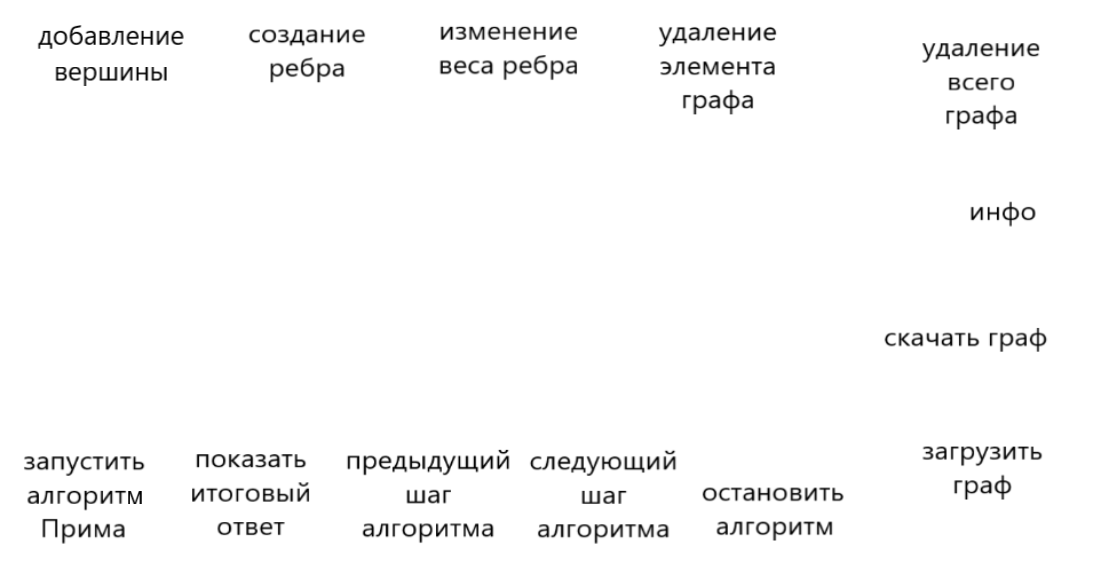 добавление
вершины
создание
ребра
изменение
веса ребра
удаление
элемента
графа
удаление
всего
графа
инфо
скачать граф
загрузить
граф
запустить
алгоритм
Прима
показать
итоговый
ответ
предыдущий
шаг
алгоритма
следующий
шаг
алгоритма
остановить
алгоритм